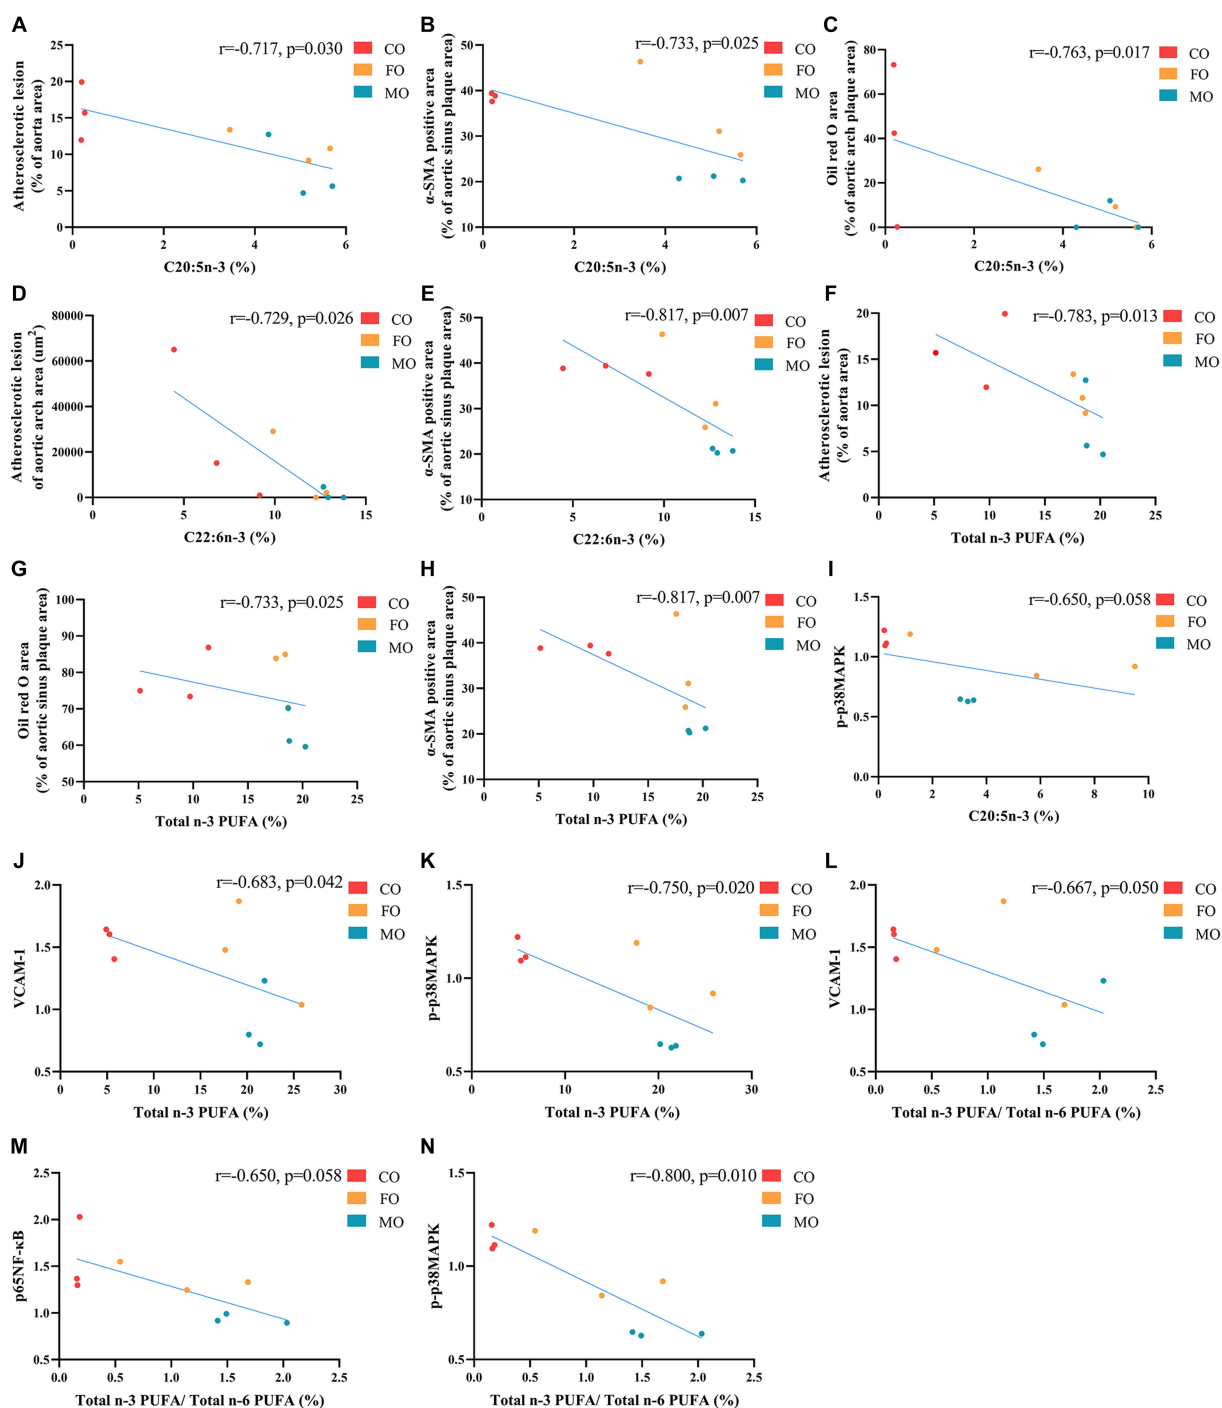 A
r=-0.717, p=0.030
CO
FO
MO
Atherosclerotic lesion
(% of aorta area)
25
20
15
10
5
0
0 2 4 6
C20:5n-3 (%)
B
r=-0.733, p=0.025
CO
FO
MO
α-SMA positive area
(% of aortic sinus plaque area)
50
40
30
20
10
0 2 4 6
C20:5n-3 (%)
C
r=-0.763, p=0.017
CO
FO
MO
Oil red O area
(% of aortic arch plaque area)
80
60
40
20
0
0 2 4 6
C20:5n-3 (%)
D
r=-0.729, p=0.026
CO
FO
MO
Atherosclerotic lesion
of aortic arch area (um²)
80000
60000
40000
20000
0
0 5 10 15
C22:6n-3 (%)
E
r=-0.817, p=0.007
CO
FO
MO
α-SMA positive area
(% of aortic sinus plaque area)
50
40
30
20
10
0 5 10 15
C22:6n-3 (%)
F
r=-0.783, p=0.013
CO
FO
MO
Atherosclerotic lesion
(% of aorta area)
20
15
10
5
0
0 5 10 15 20 25
Total n-3 PUFA (%)
G
r=-0.733, p=0.025
CO
FO
MO
Oil red O area
(% of aortic sinus plaque area)
100
90
80
70
60
50
0 5 10 15 20 25
Total n-3 PUFA (%)
H
r=-0.817, p=0.007
CO
FO
MO
α-SMA positive area
(% of aortic sinus plaque area)
50
40
30
20
10
0 5 10 15 20 25
Total n-3 PUFA (%)
I
r=-0.650, p=0.058
CO
FO
MO
p-p38MAPK
1.5
1.0
0.5
0.0
0 2 4 6 8 10
C20:5n-3 (%)
J
r=-0.683, p=0.042
CO
FO
MO
VCAM-1
2.0
1.5
1.0
0.5
0 5 10 15 20 25 30
Total n-3 PUFA (%)
K
r=-0.750, p=0.020
CO
FO
MO
p-p38MAPK
1.5
1.0
0.5
0 10 20 30
Total n-3 PUFA (%)
L
r=-0.667, p=0.050
CO
FO
MO
VCAM-1
2.0
1.5
1.0
0.5
0.0 0.5 1.0 1.5 2.0 2.5
Total n-3 PUFA/ Total n-6 PUFA (%)
M
r=-0.650, p=0.058
CO
FO
MO
p65NF-κB
2.5
2.0
1.5
1.0
0.5
0.0 0.5 1.0 1.5 2.0 2.5
Total n-3 PUFA/ Total n-6 PUFA (%)
N
r=-0.800, p=0.010
CO
FO
MO
p-p38MAPK
1.5
1.0
0.5
0.0 0.5 1.0 1.5 2.0 2.5
Total n-3 PUFA/ Total n-6 PUFA (%)